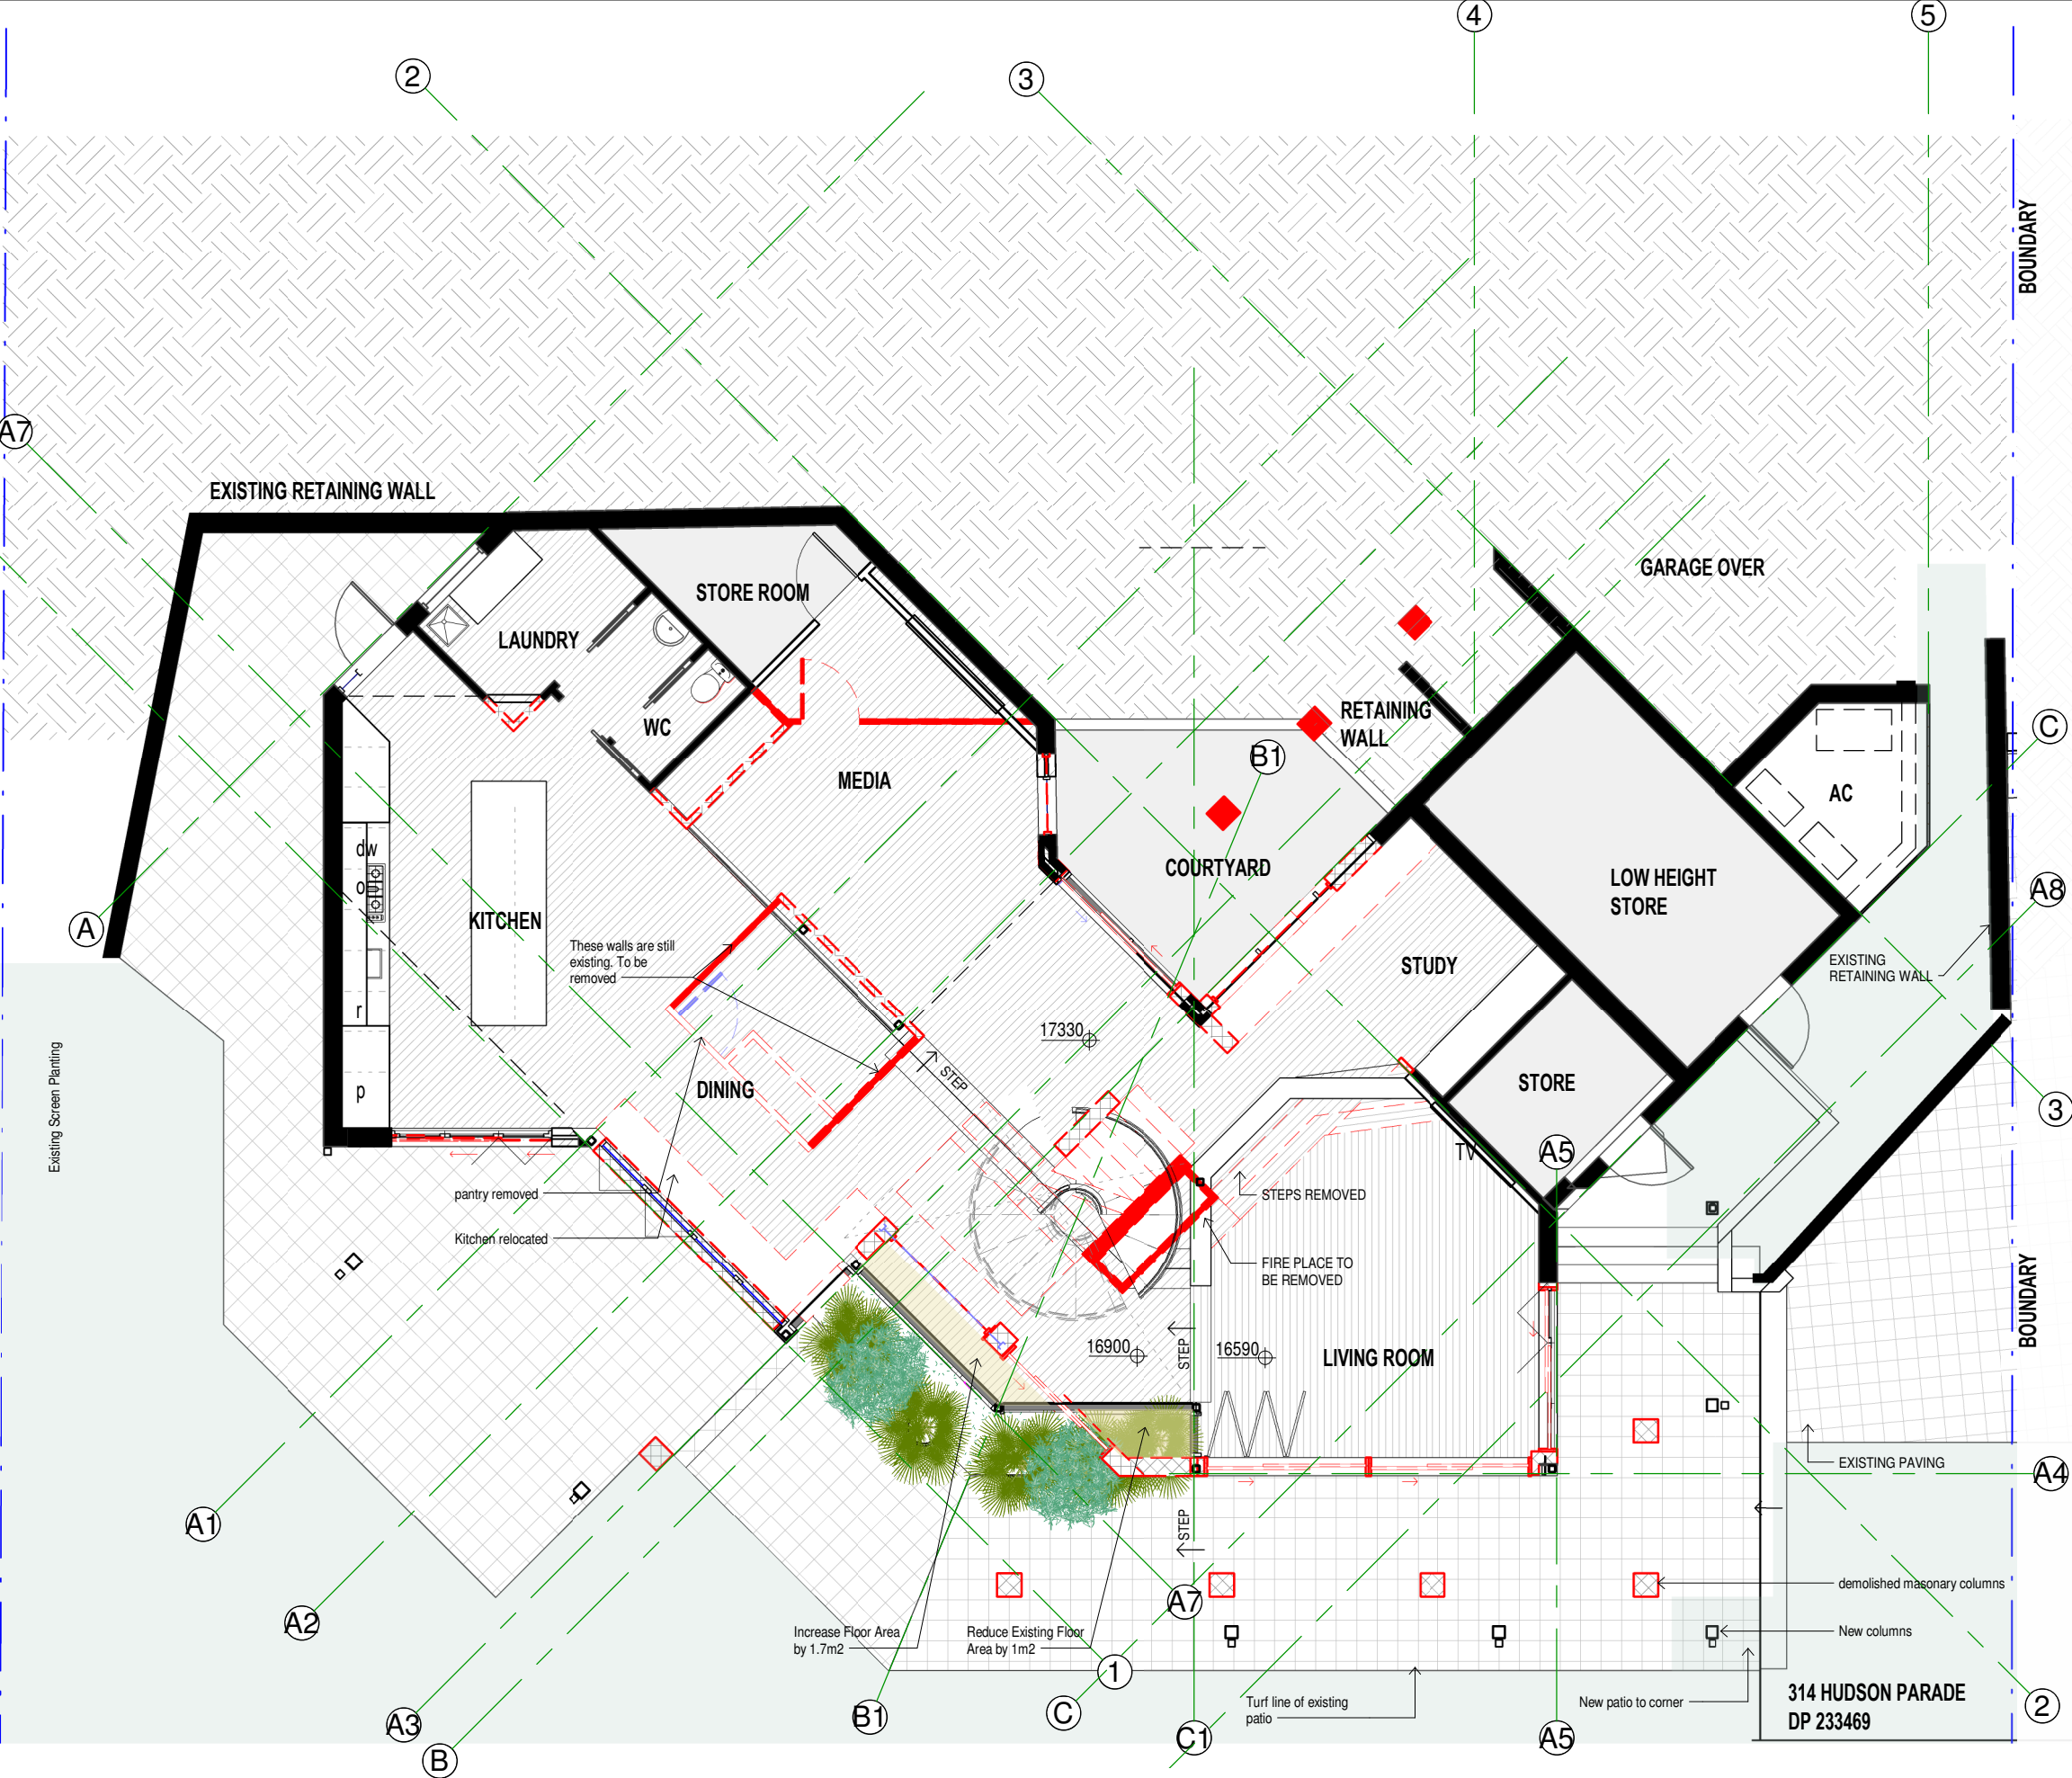 4
5
2
3
BOUNDARY
A7
EXISTING RETAINING WALL
GARAGE OVER
STORE ROOM
LAUNDRY
RETAINING
WALL
WC
C
B1
MEDIA
AC
dw
COURTYARD
LOW HEIGHT
STORE
A8
o
A
KITCHEN
These walls are still
existing. To be
removed
STUDY
EXISTING
RETAINING WALL
r
17330
Existing Screen Planting
STEP
DINING
STORE
p
3
TV
A5
pantry removed
STEPS REMOVED
Kitchen relocated
FIRE PLACE TO
BE REMOVED
BOUNDARY
16900
STEP
16590
LIVING ROOM
EXISTING PAVING
A4
A1
STEP
demolished masonary columns
A7
A2
Increase Floor Area
by 1.7m2
Reduce Existing Floor
Area by 1m2
New columns
1
314 HUDSON PARADE
DP 233469
Turf line of existing
patio
New patio to corner
2
A3
B1
C
C1
A5
B